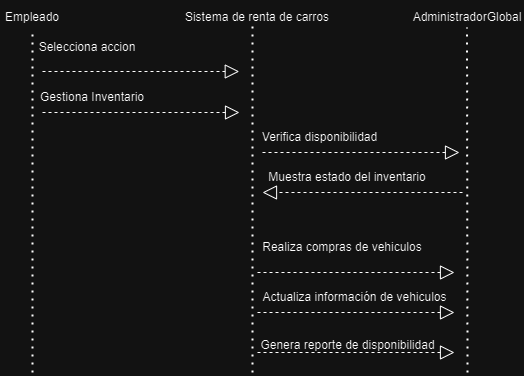 Empleado
Sistema de renta de carros
AdministradorGlobal
Selecciona accion
Gestiona Inventario
Verifica disponibilidad
Muestra estado del inventario
Realiza compras de vehiculos
Actualiza información de vehiculos
Genera reporte de disponibilidad